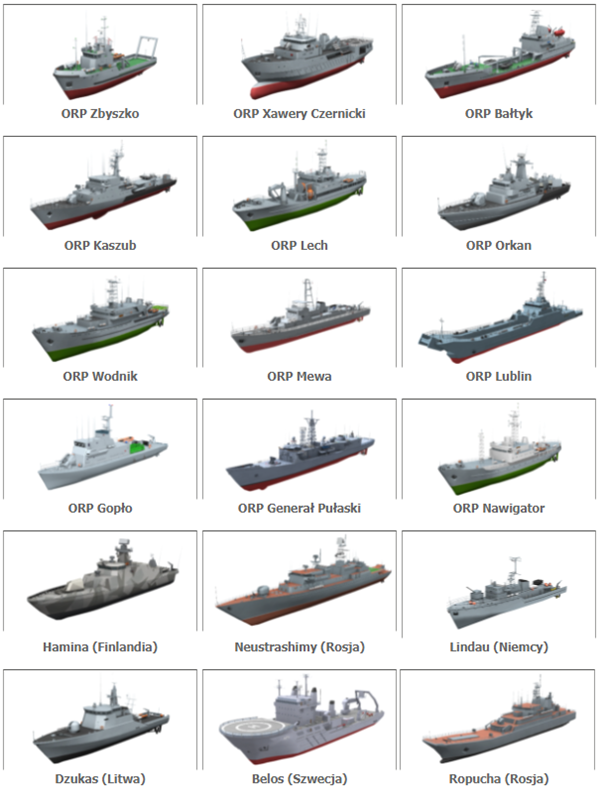 ORP Zbyszko
ORP Xawery Czernicki
ORP Bałtyk
ORP Kaszub
ORP Lech
ORP Orkan
ORP Wodnik
ORP Mewa
ORP Lublin
ORP Gopło
ORP Generał Pułaski
ORP Nawigator
Hamina (Finlandia)
Neustrashimy (Rosja)
Lindau (Niemcy)
Dzukas (Litwa)
Belos (Szwecja)
Ropucha (Rosja)